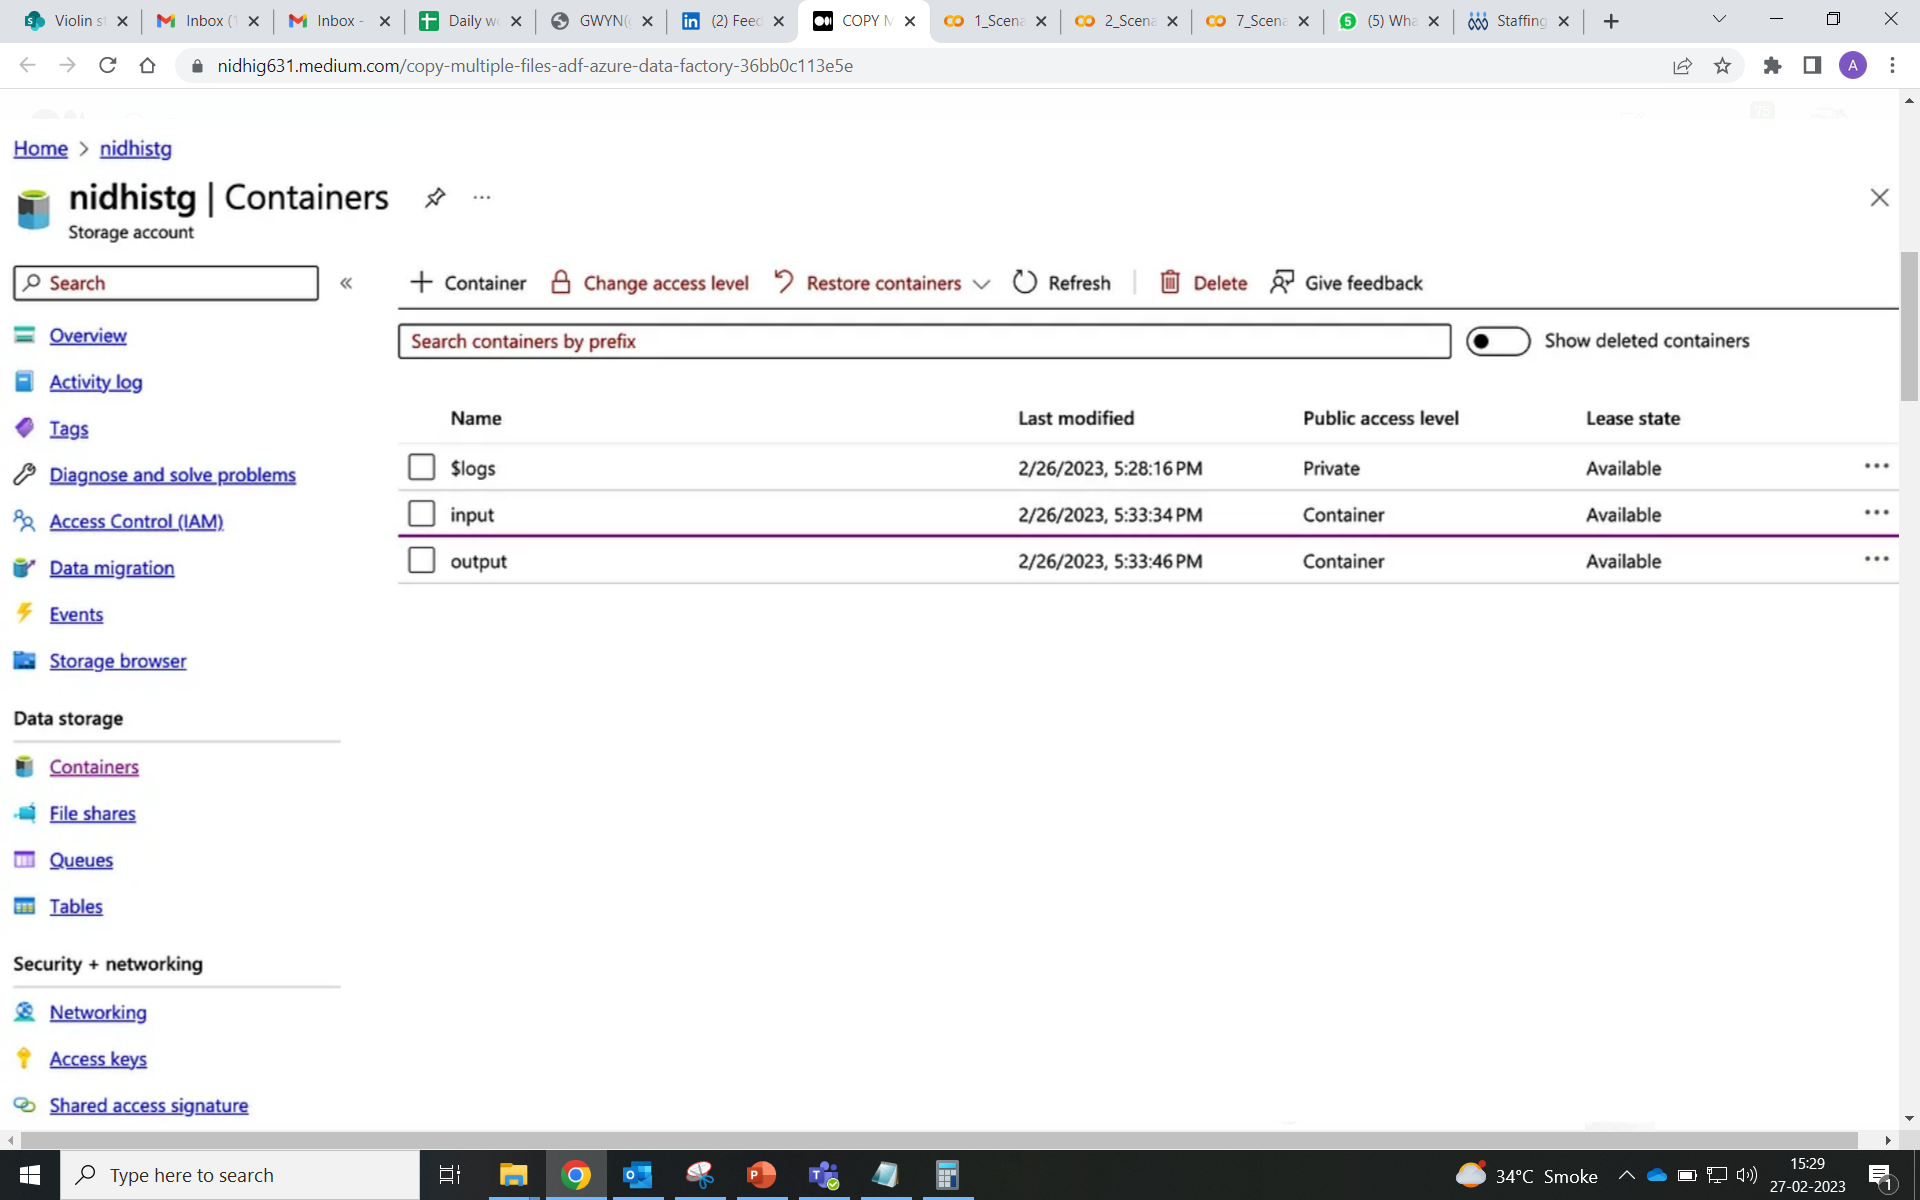 Violin s
Inbox (1
Inbox -
Daily wo
GWYN(
(2) Feed
COPY M
1_Scena
2_Scena
7_Scena
(5) Wha
Staffing
nidhig631.medium.com/copy-multiple-files-adf-azure-data-factory-36bb0c113e5e
A
Home > nidhistg
nidhistg | Containers
...
Storage account
Search
«
Container
Change access level
Restore containers
Refresh
Delete
Give feedback
Search containers by prefix
Show deleted containers
Name Last modified Public access level Lease state
$logs 2/26/2023, 5:28:16 PM Private Available ...
input 2/26/2023, 5:33:34 PM Container Available ...
output 2/26/2023, 5:33:46 PM Container Available ...
Overview
Activity log
Tags
Diagnose and solve problems
Access Control (IAM)
Data migration
Events
Storage browser
Data storage
Containers
File shares
Queues
Tables
Security + networking
Networking
Access keys
Shared access signature
Type here to search
34°C Smoke
15:29
27-02-2023
1